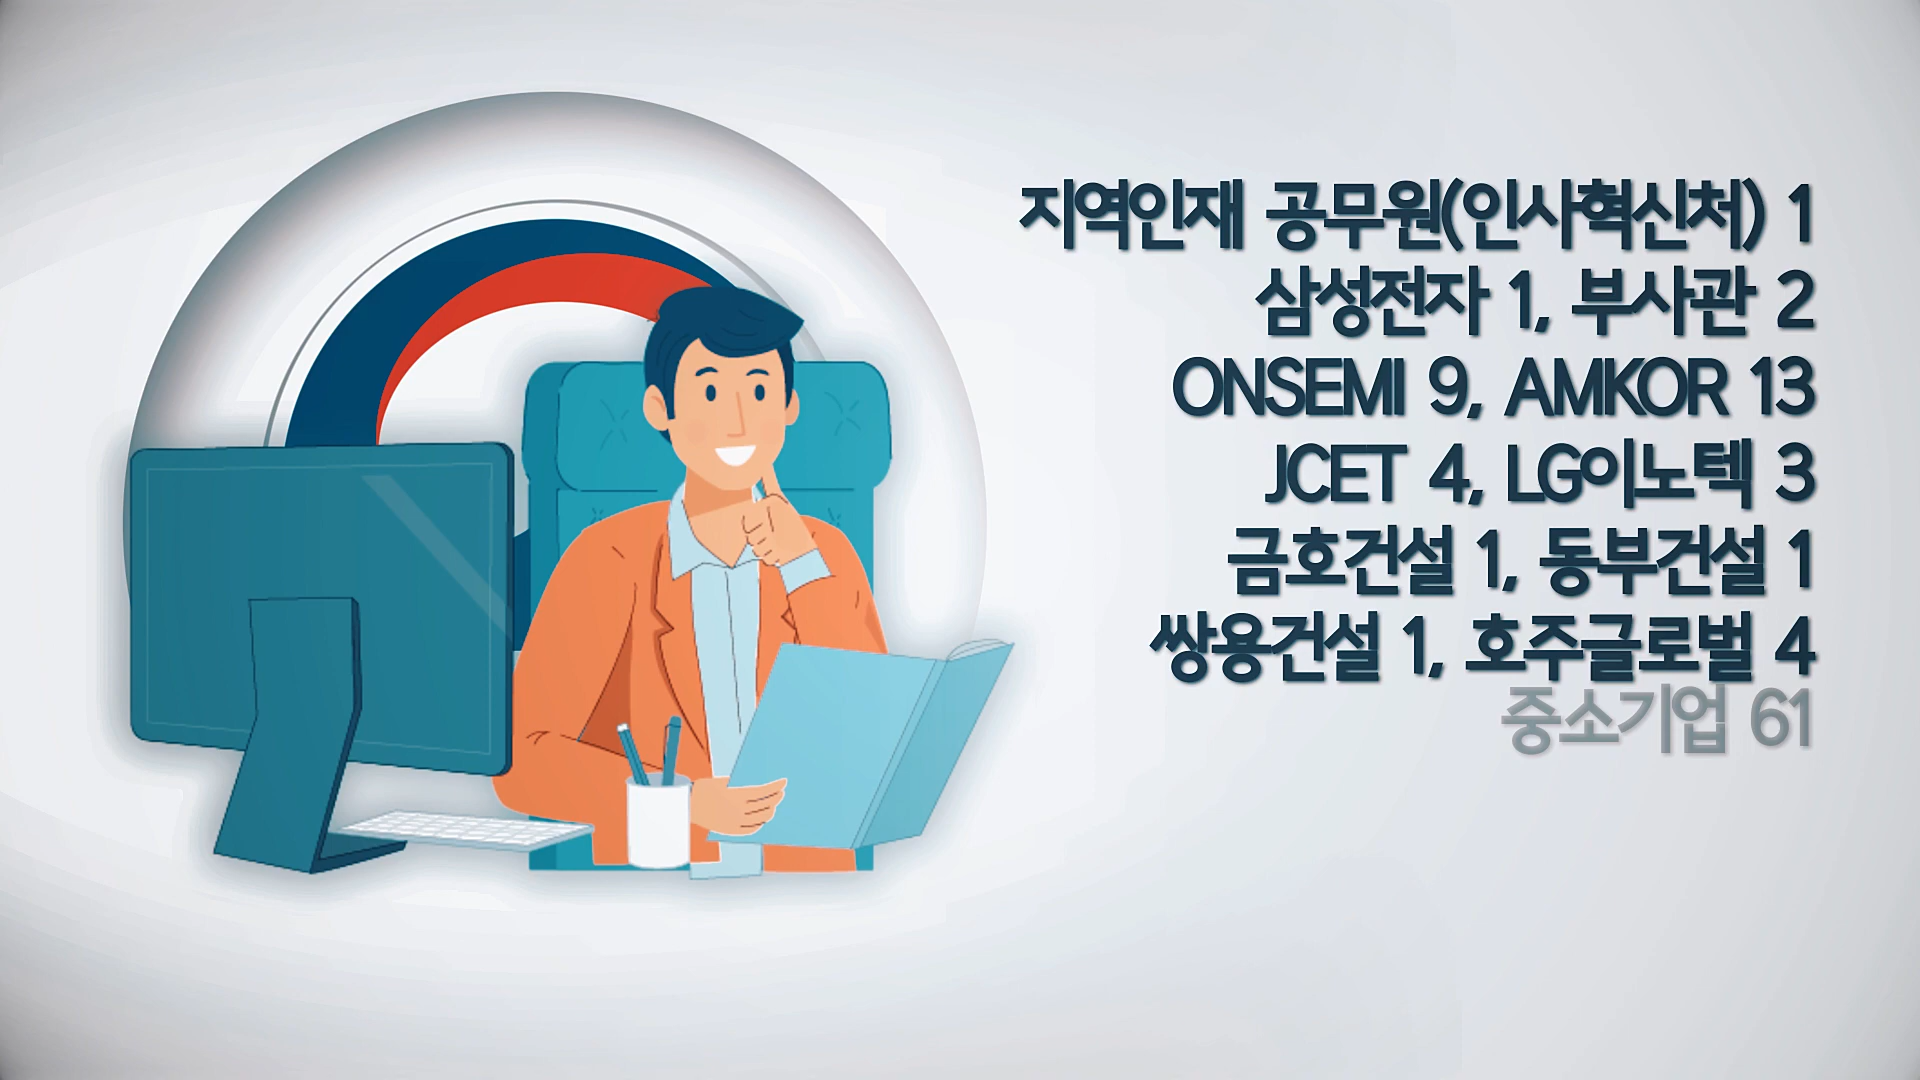 지역인재 공무원(인사혁신처) 1
삼성전자 1, 부사관 2
ONSEMI 9, AMKOR 13
JCET 4, LG이노텍 3
금호건설 1, 동부건설 1
쌍용건설 1, 호주글로벌 4
중소기업 61